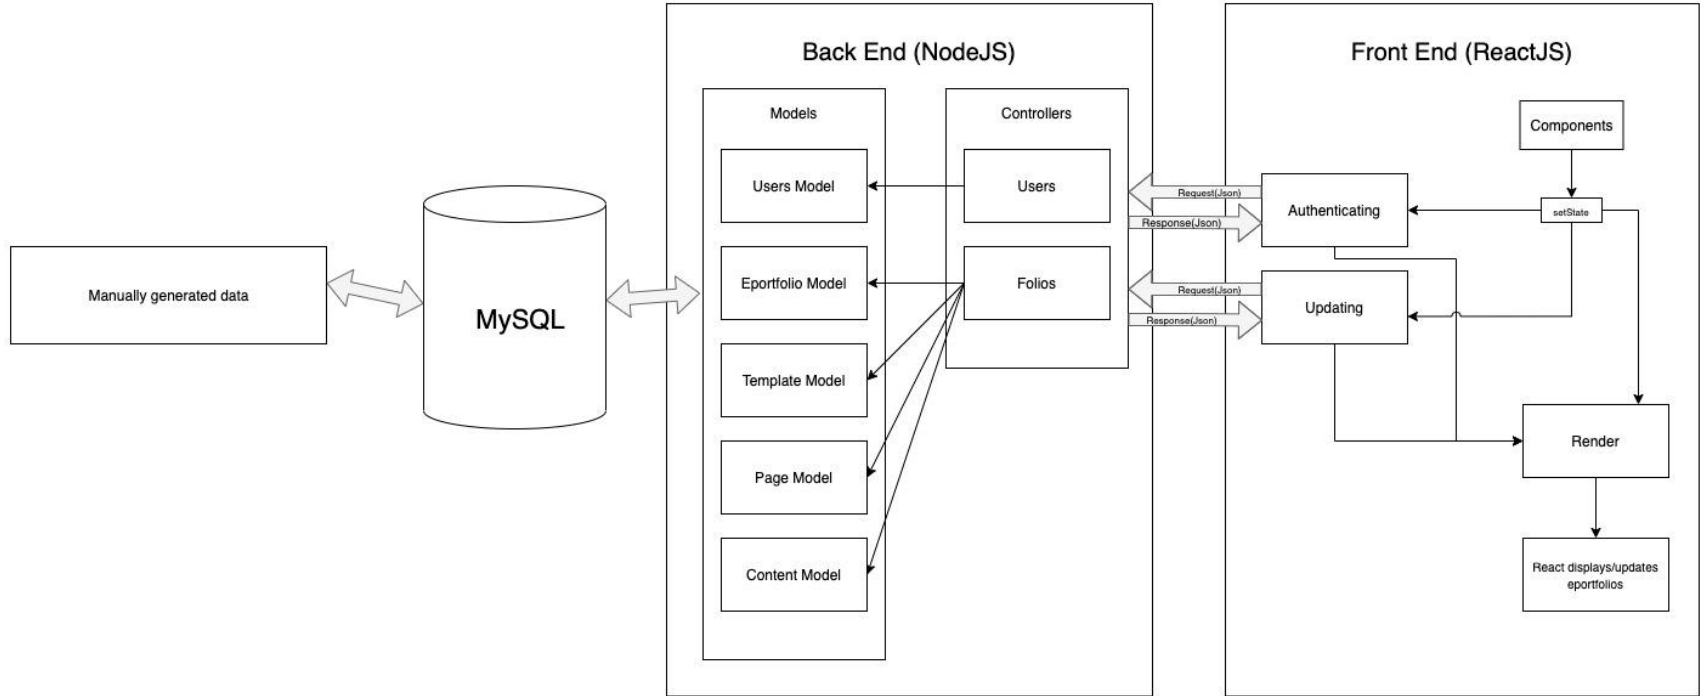 Back End (NodeJS)
Front End (ReactJS)
Models
Controllers
Components
Users Model
Users
Request(Json)
Authenticating
setState
Response(Json)
Manually generated data
MySQL
Eportfolio Model
Folios
Request(Json)
Updating
Response(Json)
Template Model
Render
Page Model
Content Model
React displays/updates
eportfolios